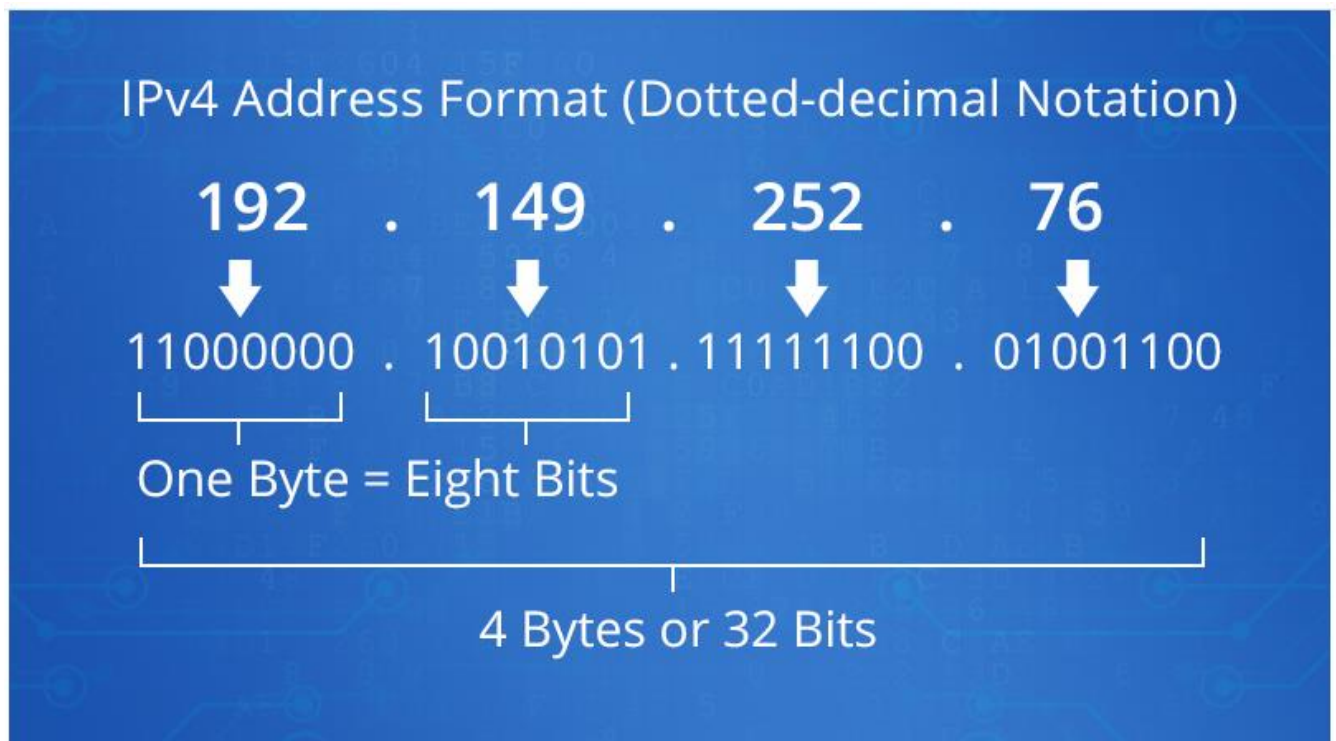 IPv4 Address Format (Dotted-decimal Notation)
192 . 149 . 252 . 76
11000000 . 10010101 . 11111100 . 01001100
One Byte = Eight Bits
4 Bytes or 32 Bits